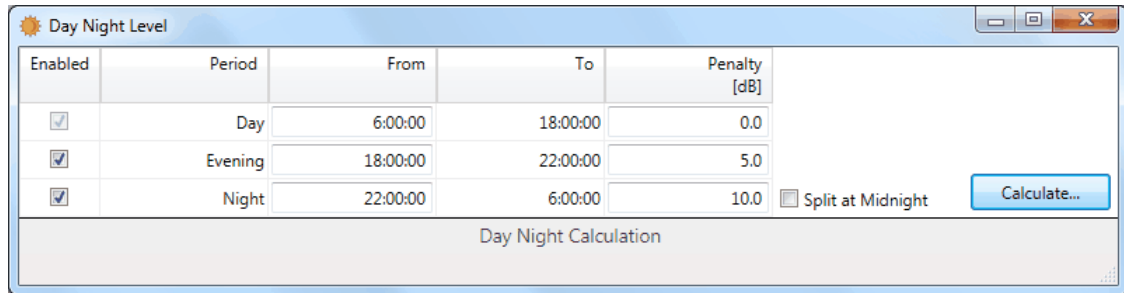 Day Night Level
Enabled Period From To Penalty [dB]
Day 6:00:00 18:00:00 0.0
Evening 18:00:00 22:00:00 5.0
Night 22:00:00 6:00:00 10.0 Split at Midnight Calculate...
Day Night Calculation